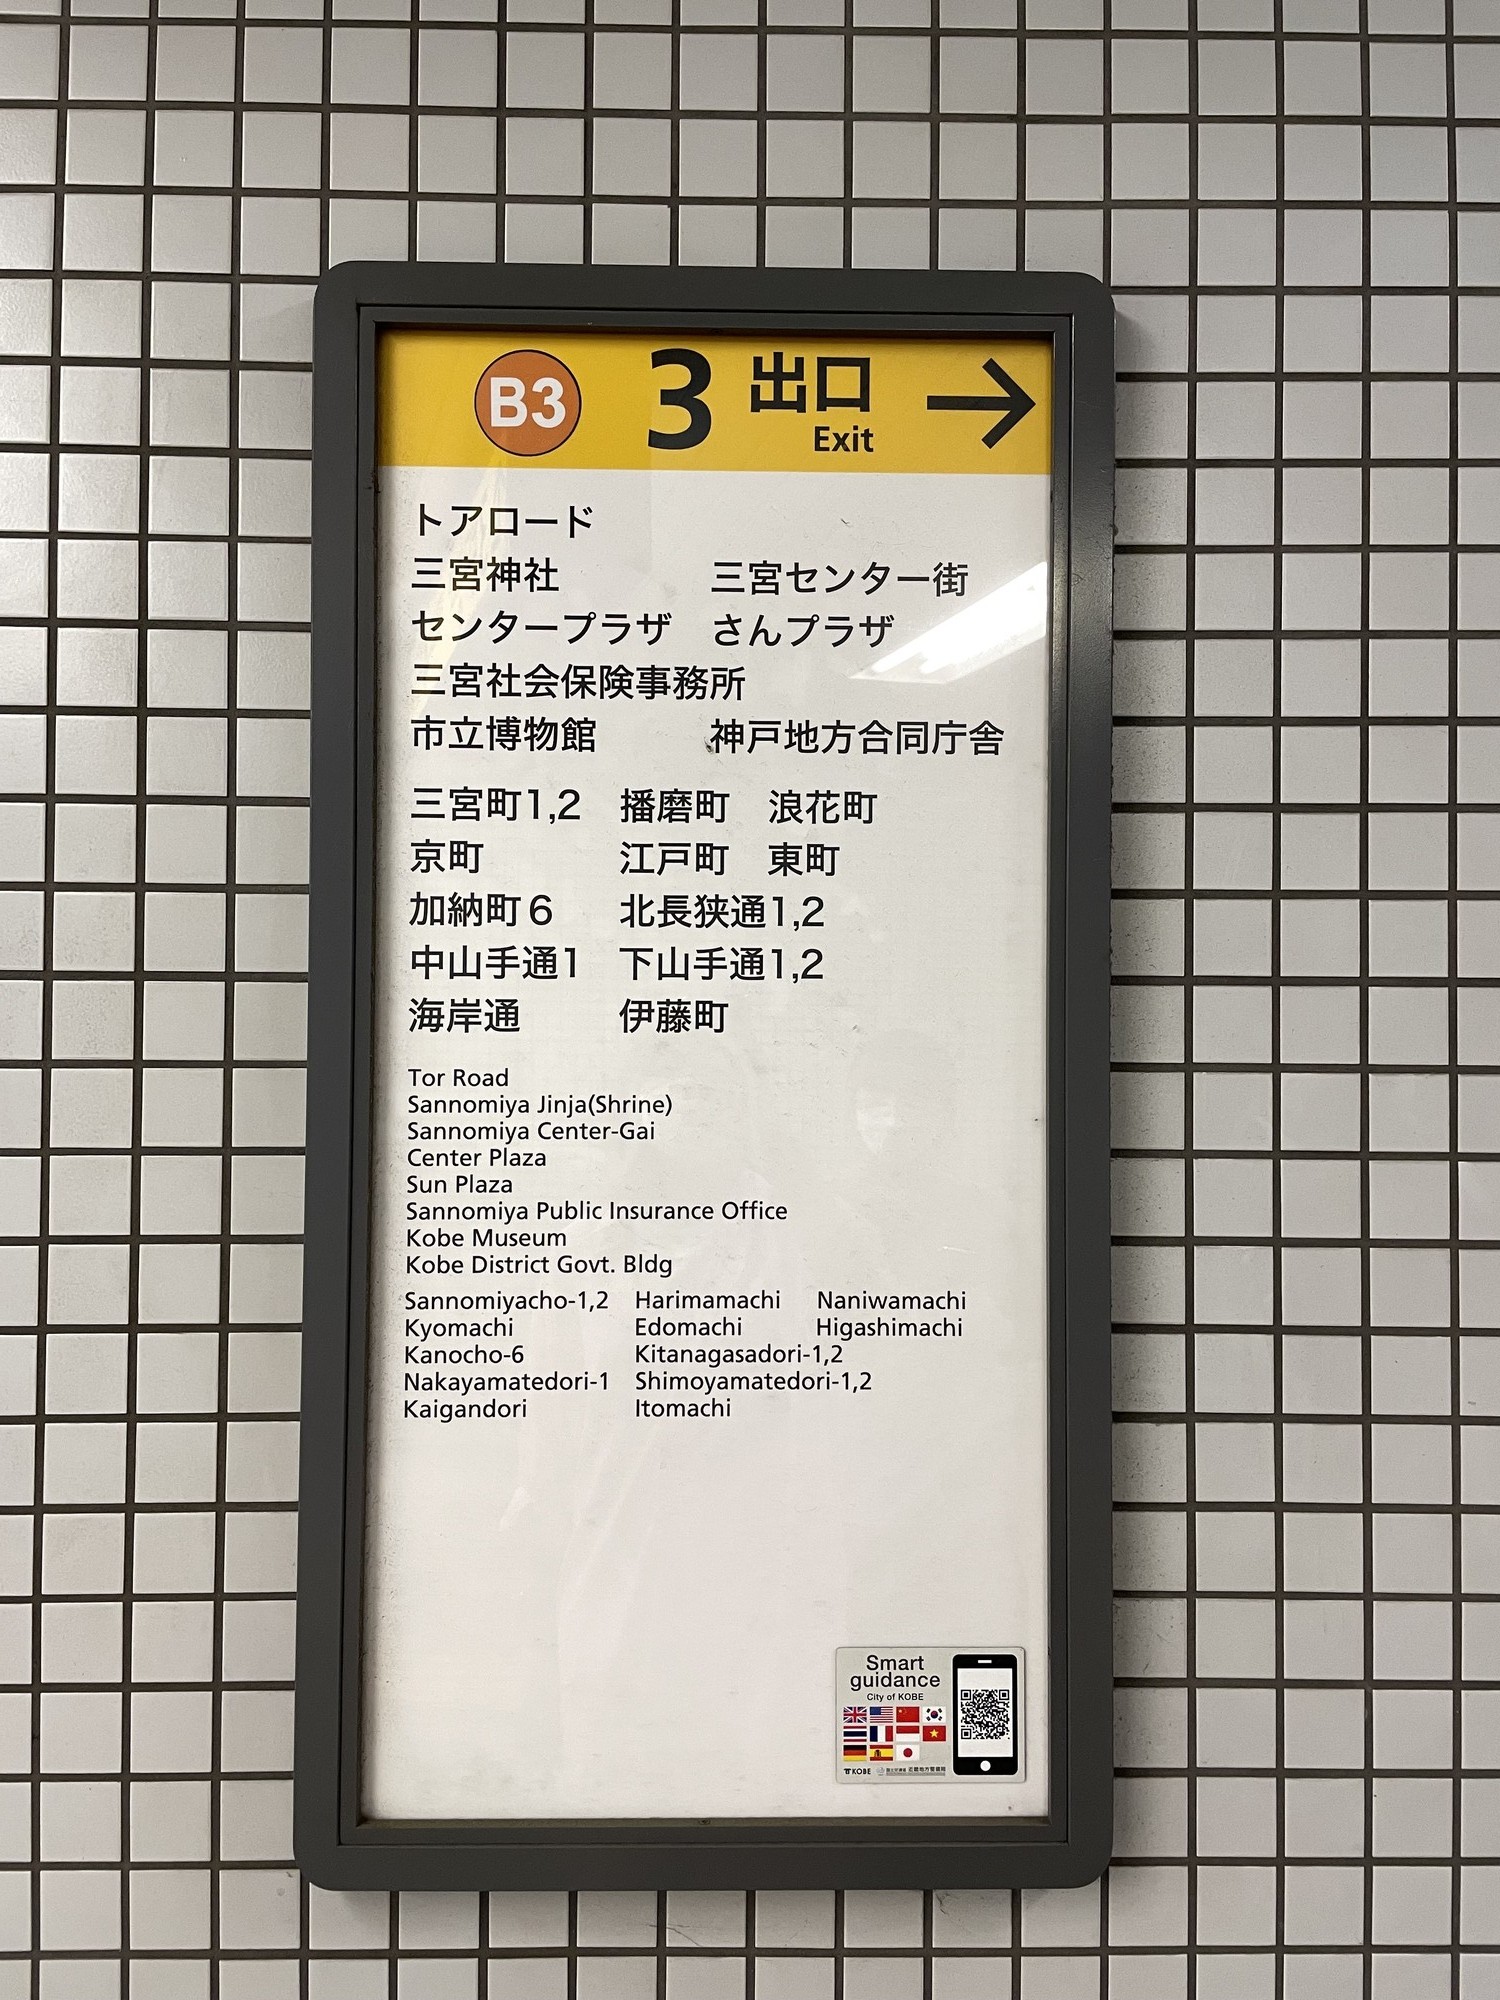 B3 3 出口
Exit
トアロード
三宮神社 三宮センター街
センタープラザ さんプラザ
三宮社会保険事務所
市立博物館 神戸地方合同庁舎
三宮町1,2 播磨町 浪花町
京町 江戸町 東町
加納町6 北長狭通1,2
中山手通1 下山手通1,2
海岸通 伊藤町
Tor Road
Sannomiya Jinja(Shrine)
Sannomiya Center-Gai
Center Plaza
Sun Plaza
Sannomiya Public Insurance Office
Kobe Museum
Kobe District Govt. Bldg
Sannomiyacho-1,2 Harimamachi Naniwamachi
Kyomachi Edomachi Higashimachi
Kanocho-6 Kitanagasadori-1,2
Nakayamatedori-1 Shimoyamatedori-1,2
Kaigandori Itomachi
Smart
guidance
City of KOBE
KOBE